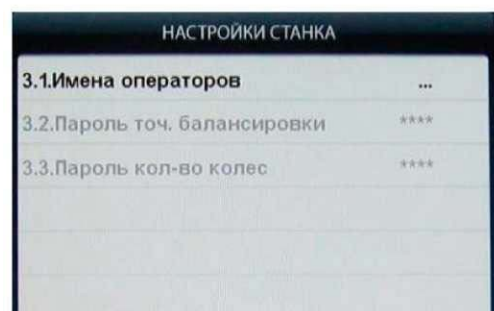 НАСТРОЙКИ СТАНКА
3.1.Имена операторов ...
3.2.Пароль точ. балансировки ****
3.3.Пароль кол-во колес ****